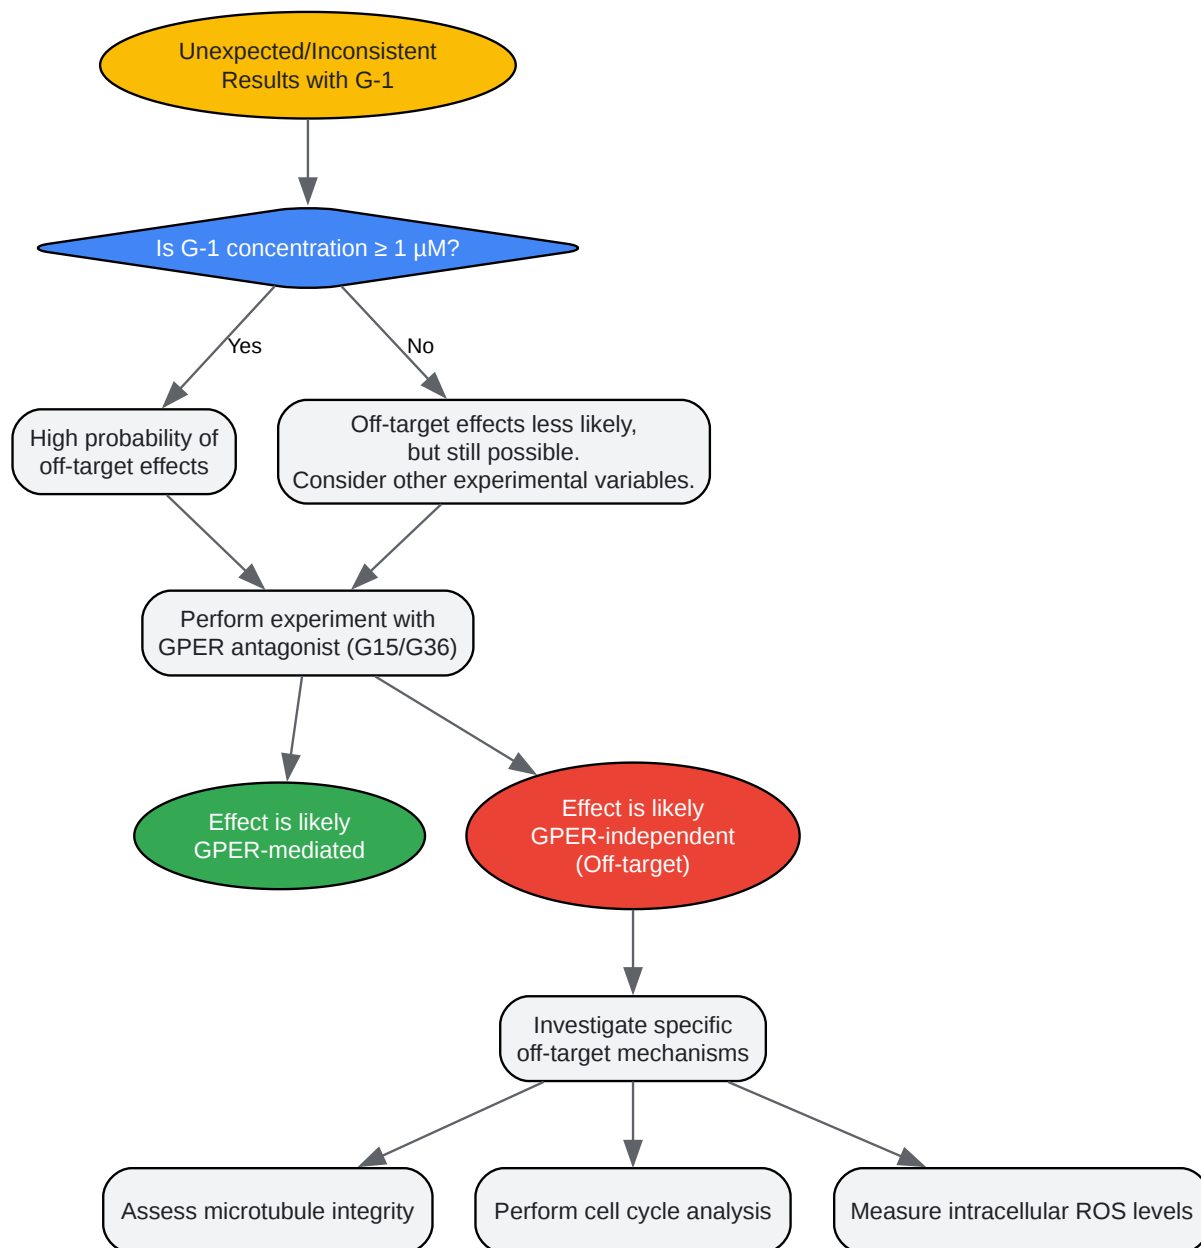 Unexpected/Inconsistent
Results with G-1
Is G-1 concentration ≥ 1 µM?
Yes
No
High probability of
off-target effects
Off-target effects less likely,
but still possible.
Consider other experimental variables.
Perform experiment with
GPER antagonist (G15/G36)
Effect is likely
GPER-mediated
Effect is likely
GPER-independent
(Off-target)
Investigate specific
off-target mechanisms
Assess microtubule integrity
Perform cell cycle analysis
Measure intracellular ROS levels